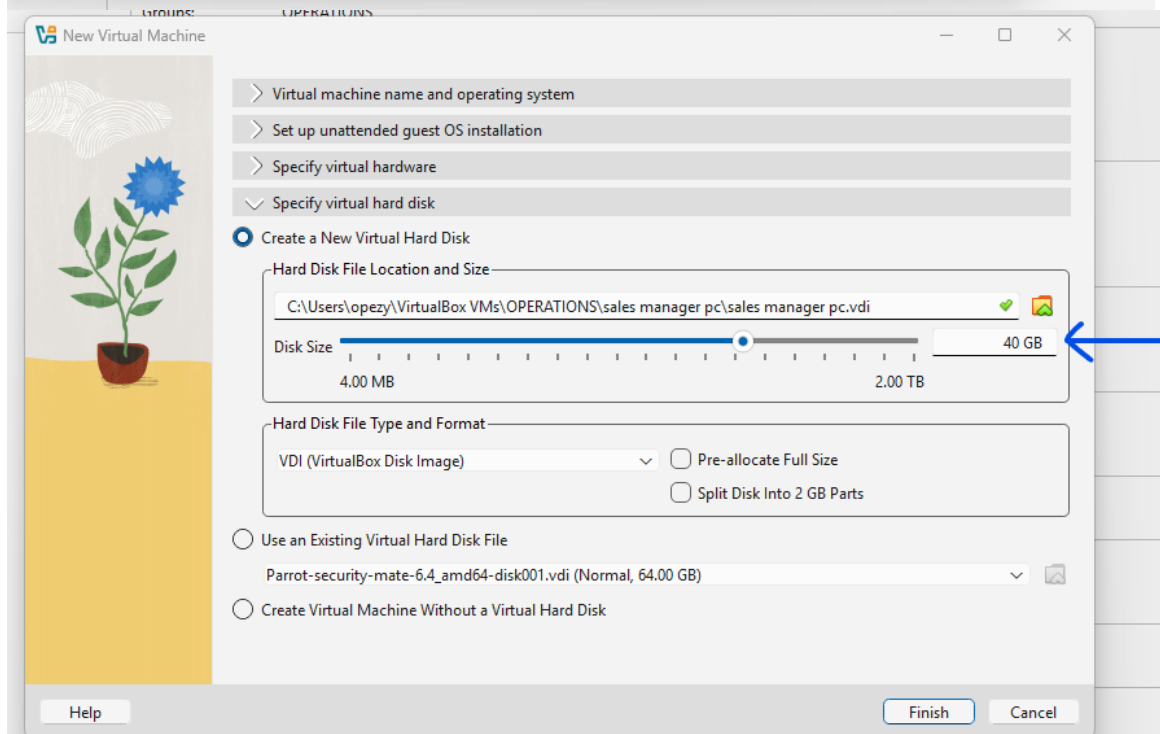 Groups: OPERATIONS
New Virtual Machine
Virtual machine name and operating system
Set up unattended guest OS installation
Specify virtual hardware
Specify virtual hard disk
Create a New Virtual Hard Disk
Hard Disk File Location and Size
C:\Users\opezy\VirtualBox VMs\OPERATIONS\sales manager pc\sales manager pc.vdi
Disk Size 40 GB
4.00 MB 2.00 TB
Hard Disk File Type and Format
VDI (VirtualBox Disk Image) Pre-allocate Full Size
Split Disk Into 2 GB Parts
Use an Existing Virtual Hard Disk File
Parrot-security-mate-6.4_amd64-disk001.vdi (Normal, 64.00 GB)
Create Virtual Machine Without a Virtual Hard Disk
Help Finish Cancel